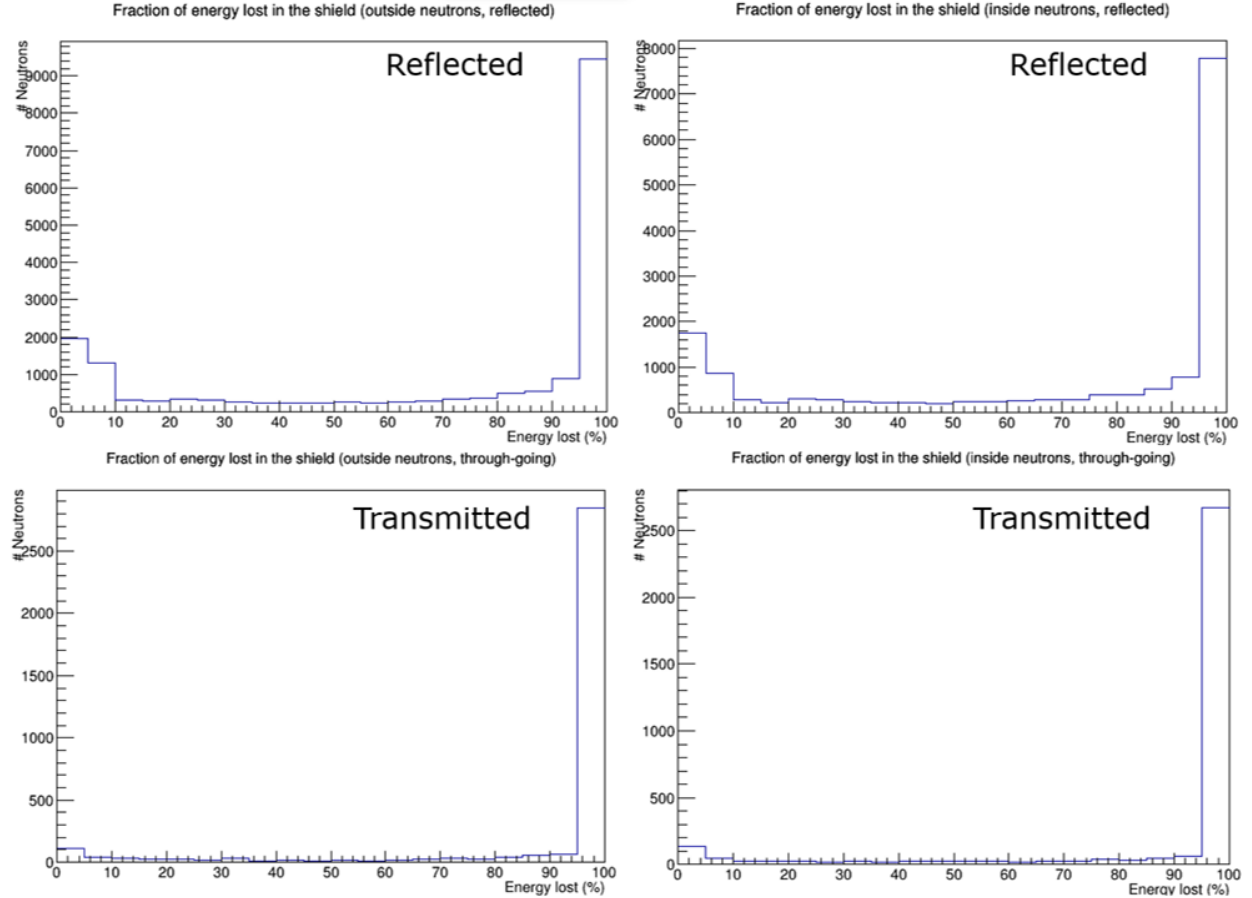 Fraction of energy lost in the shield (outside neutrons, reflected)
# Neutrons
Reflected
9000
8000
7000
6000
5000
4000
3000
2000
1000
0
0 10 20 30 40 50 60 70 80 90 100
Energy lost (%)
Fraction of energy lost in the shield (inside neutrons, reflected)
# Neutrons
Reflected
8000
7000
6000
5000
4000
3000
2000
1000
0
0 10 20 30 40 50 60 70 80 90 100
Energy lost (%)
Fraction of energy lost in the shield (outside neutrons, through-going)
# Neutrons
Transmitted
2500
2000
1500
1000
500
0
0 10 20 30 40 50 60 70 80 90 100
Energy lost (%)
Fraction of energy lost in the shield (inside neutrons, through-going)
# Neutrons
Transmitted
2500
2000
1500
1000
500
0
0 10 20 30 40 50 60 70 80 90 100
Energy lost (%)